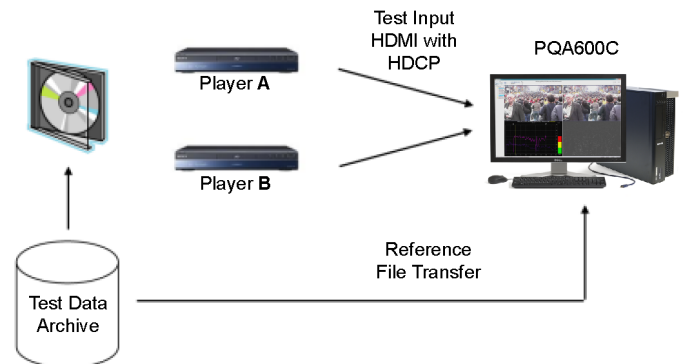 Test Input
HDMI with
HDCP
PQA600C
Player A
Player B
Reference
File Transfer
Test Data
Archive